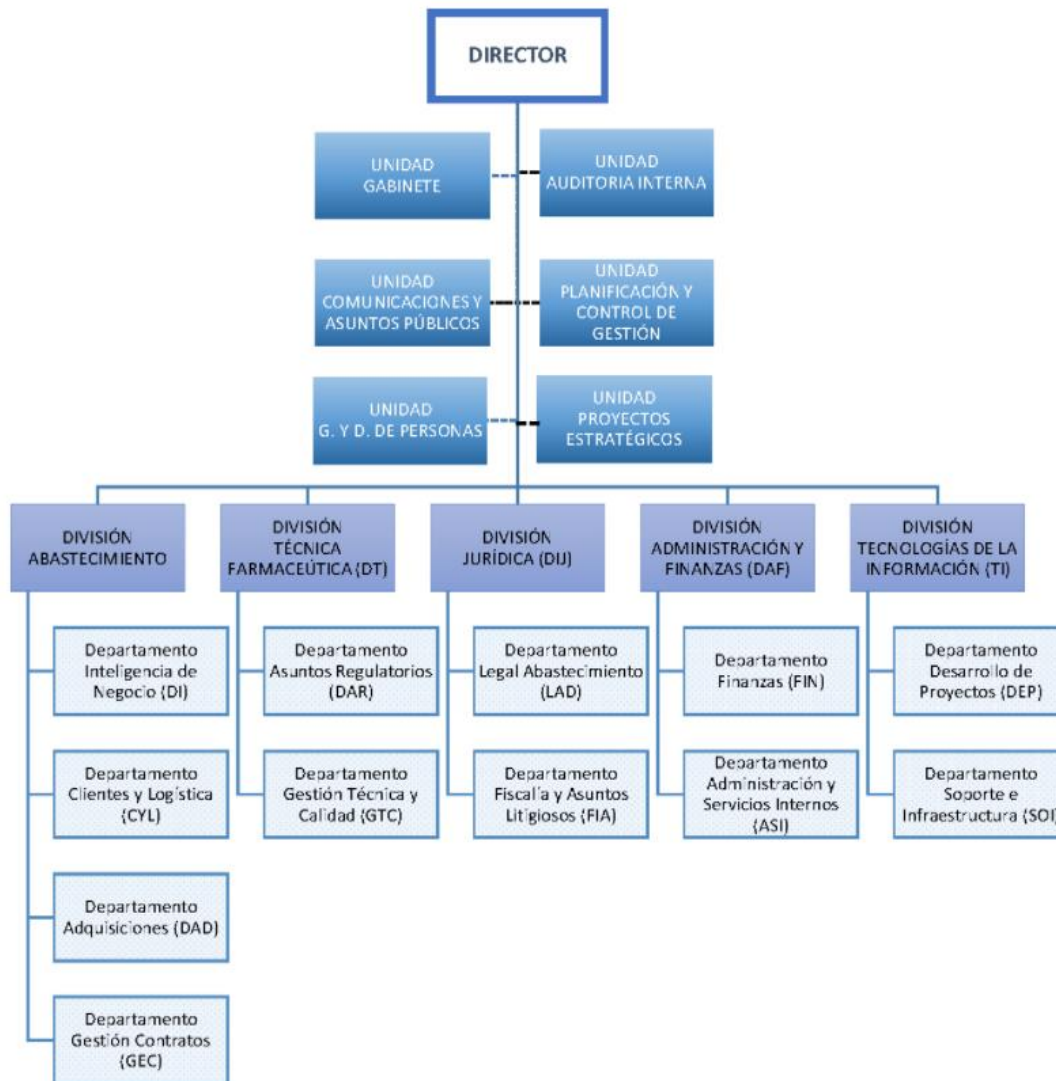 DIRECTOR
UNIDAD
GABINETE
UNIDAD
AUDITORIA INTERNA
UNIDAD
COMUNICACIONES Y
ASUNTOS PÚBLICOS
UNIDAD
PLANIFICACIÓN Y
CONTROL DE
GESTIÓN
UNIDAD
G. Y D. DE PERSONAS
UNIDAD
PROYECTOS
ESTRATÉGICOS
DIVISIÓN
ABASTECIMIENTO
DIVISIÓN
TÉCNICA
FARMACEÚTICA (DT)
DIVISIÓN
JURÍDICA (DIJ)
DIVISIÓN
ADMINISTRACIÓN Y
FINANZAS (DAF)
DIVISIÓN
TECNOLOGÍAS DE LA
INFORMACIÓN (TI)
Departamento
Inteligencia de
Negocio (DI)
Departamento
Asuntos Regulatorios
(DAR)
Departamento
Legal Abastecimiento
(LAD)
Departamento
Finanzas (FIN)
Departamento
Desarrollo de
Proyectos (DEP)
Departamento
Clientes y Logística
(CYL)
Departamento
Gestión Técnica y
Calidad (GTC)
Departamento
Fiscalía y Asuntos
Litigiosos (FIA)
Departamento
Administración y
Servicios Internos
(ASI)
Departamento
Soporte e
Infraestructura (SOI)
Departamento
Adquisiciones (DAD)
Departamento
Gestión Contratos
(GEC)